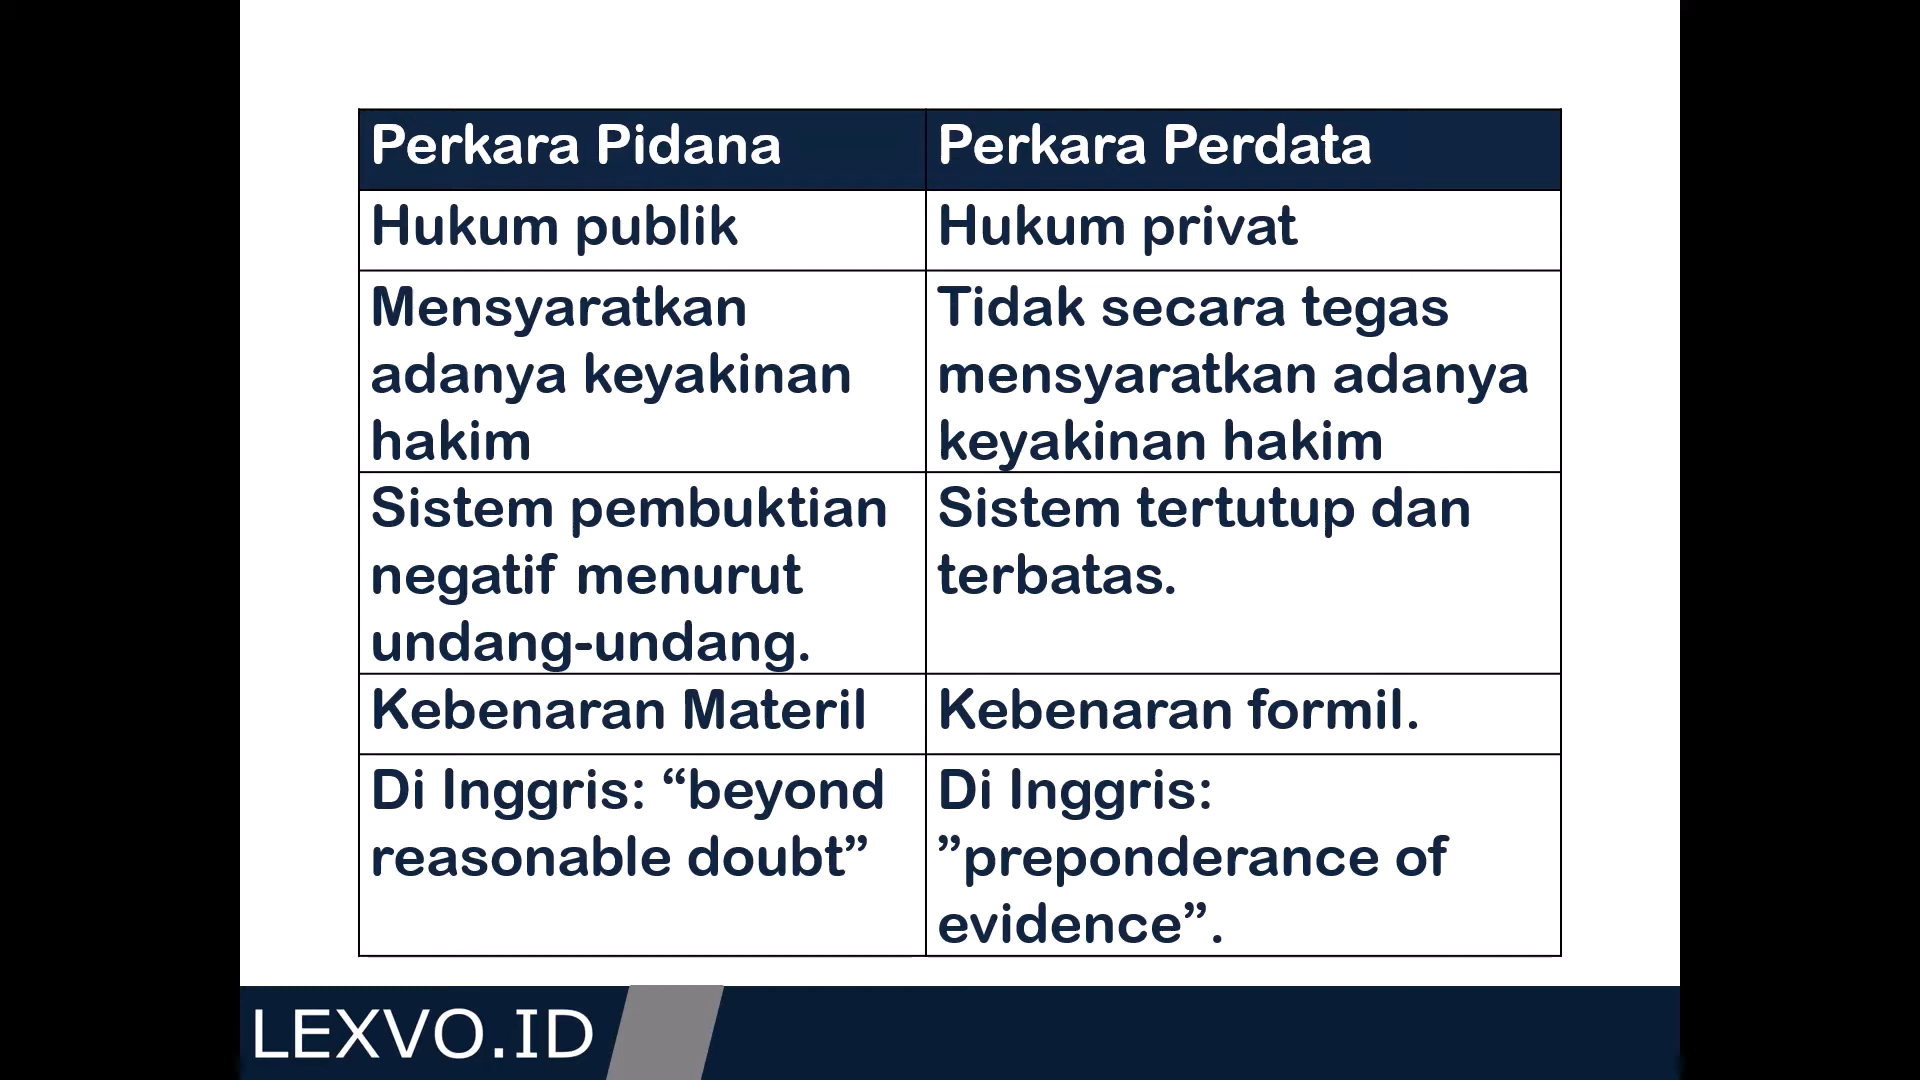 Perkara Pidana
Perkara Perdata
Hukum publik
Hukum privat
Mensyaratkan
adanya keyakinan
hakim
Tidak secara tegas
mensyaratkan adanya
keyakinan hakim
Sistem pembuktian
negatif menurut
undang-undang.
Sistem tertutup dan
terbatas.
Kebenaran Materil
Kebenaran formil.
Di Inggris: “beyond
reasonable doubt”
Di Inggris:
”preponderance of
evidence”.
LEXVO.ID